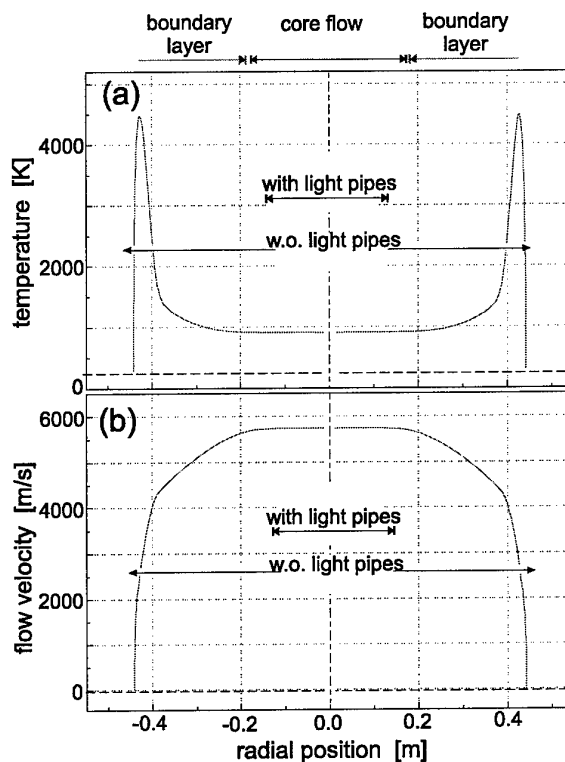 boundary layer
core flow
boundary layer
(a)
temperature [K]
4000
2000
0
with light pipes
w.o. light pipes
(b)
flow velocity [m/s]
6000
4000
2000
0
with light pipes
w.o. light pipes
-0.4 -0.2 0.0 0.2 0.4
radial position [m]